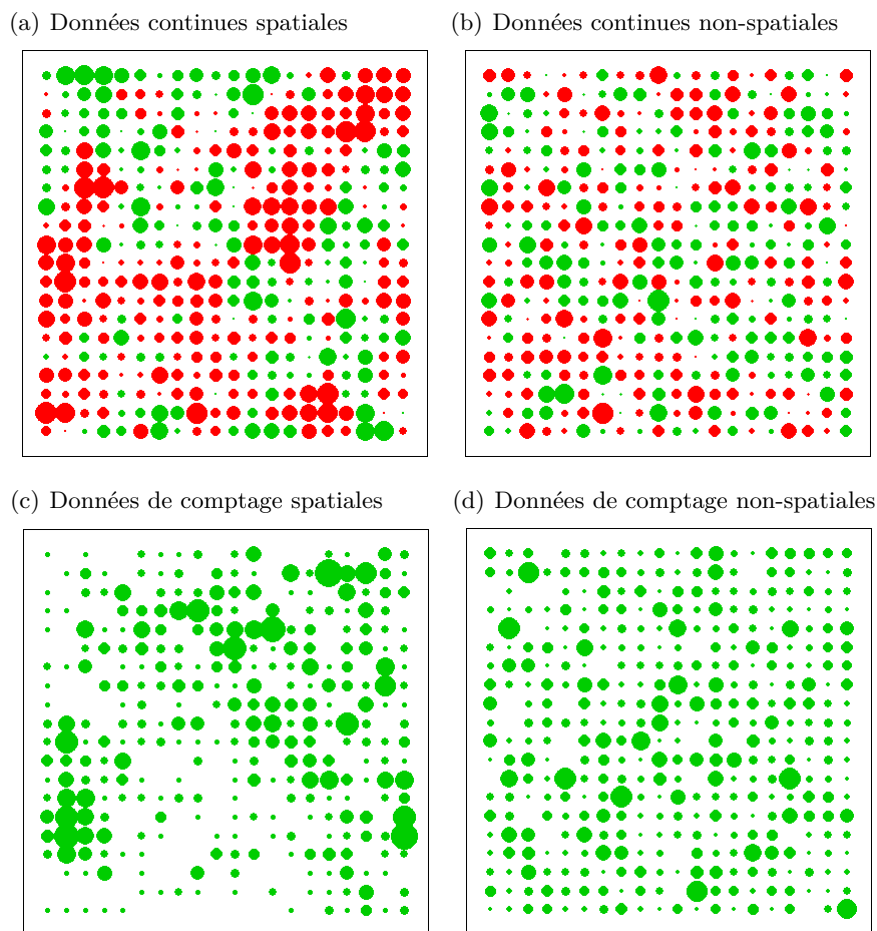 (a) Données continues spatiales
(b) Données continues non-spatiales
(c) Données de comptage spatiales
(d) Données de comptage non-spatiales